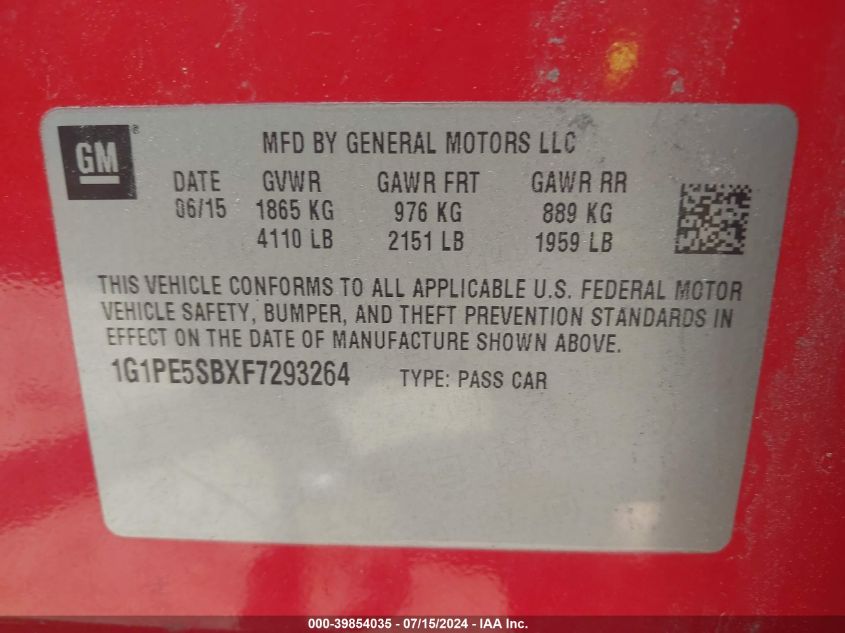 GM ®
MFD BY GENERAL MOTORS LLC
DATE GVWR GAWR FRT GAWR RR
06/15 1865 KG 976 KG 889 KG
4110 LB 2151 LB 1959 LB
THIS VEHICLE CONFORMS TO ALL APPLICABLE U.S. FEDERAL MOTOR
VEHICLE SAFETY, BUMPER, AND THEFT PREVENTION STANDARDS IN
EFFECT ON THE DATE OF MANUFACTURE SHOWN ABOVE.
1G1PE5SBXF7293264 TYPE: PASS CAR
000-39854035 - 07/15/2024 - IAA Inc.